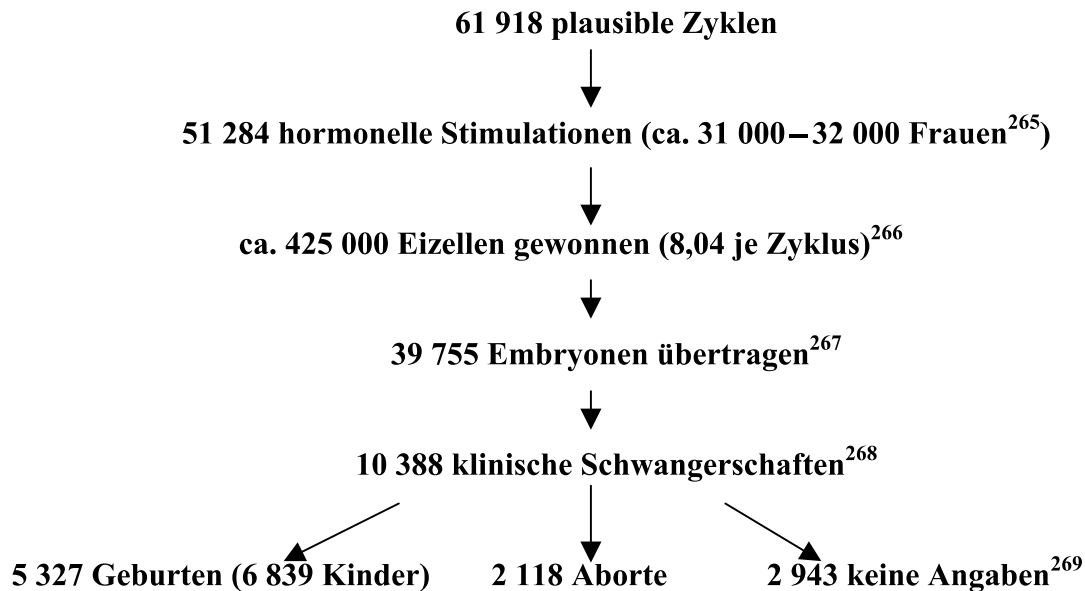 61 918 plausible Zyklen
51 284 hormonelle Stimulationen (ca. 31 000–32 000 Frauen265)
ca. 425 000 Eizellen gewonnen (8,04 je Zyklus)266
39 755 Embryonen übertragen267
10 388 klinische Schwangerschaften268
5 327 Geburten (6 839 Kinder) 2 118 Aborte 2 943 keine Angaben269